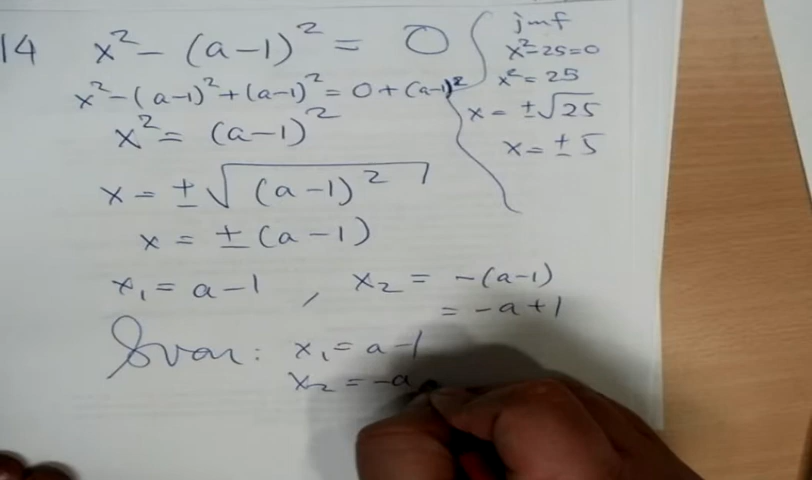 14 x² - (a-1)² = 0
x² - (a-1)² + (a-1)² = 0 + (a-1)²
x² = (a-1)²
x = ±√(a-1)²
x = ±(a-1)
x₁ = a-1 , x₂ = -(a-1)
= -a+1
Svar: x₁ = a-1
x₂ = -a
jmf
x²-25=0
x² = 25
x = ±√25
x = ±5